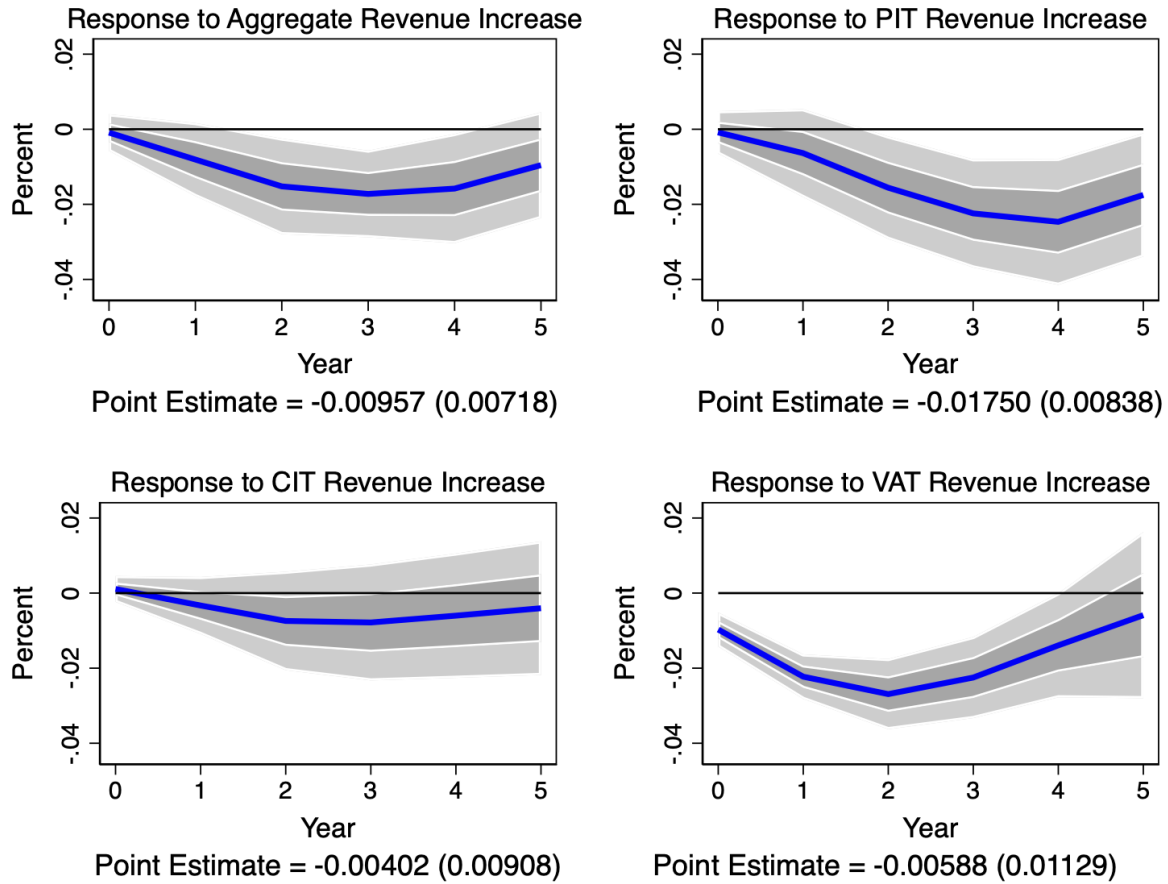 Response to Aggregate Revenue Increase
Percent
.02
0
-.02
-.04
0 1 2 3 4 5
Year
Point Estimate = -0.00957 (0.00718)
Response to PIT Revenue Increase
Percent
.02
0
-.02
-.04
0 1 2 3 4 5
Year
Point Estimate = -0.01750 (0.00838)
Response to CIT Revenue Increase
Percent
.02
0
-.02
-.04
0 1 2 3 4 5
Year
Point Estimate = -0.00402 (0.00908)
Response to VAT Revenue Increase
Percent
.02
0
-.02
-.04
0 1 2 3 4 5
Year
Point Estimate = -0.00588 (0.01129)